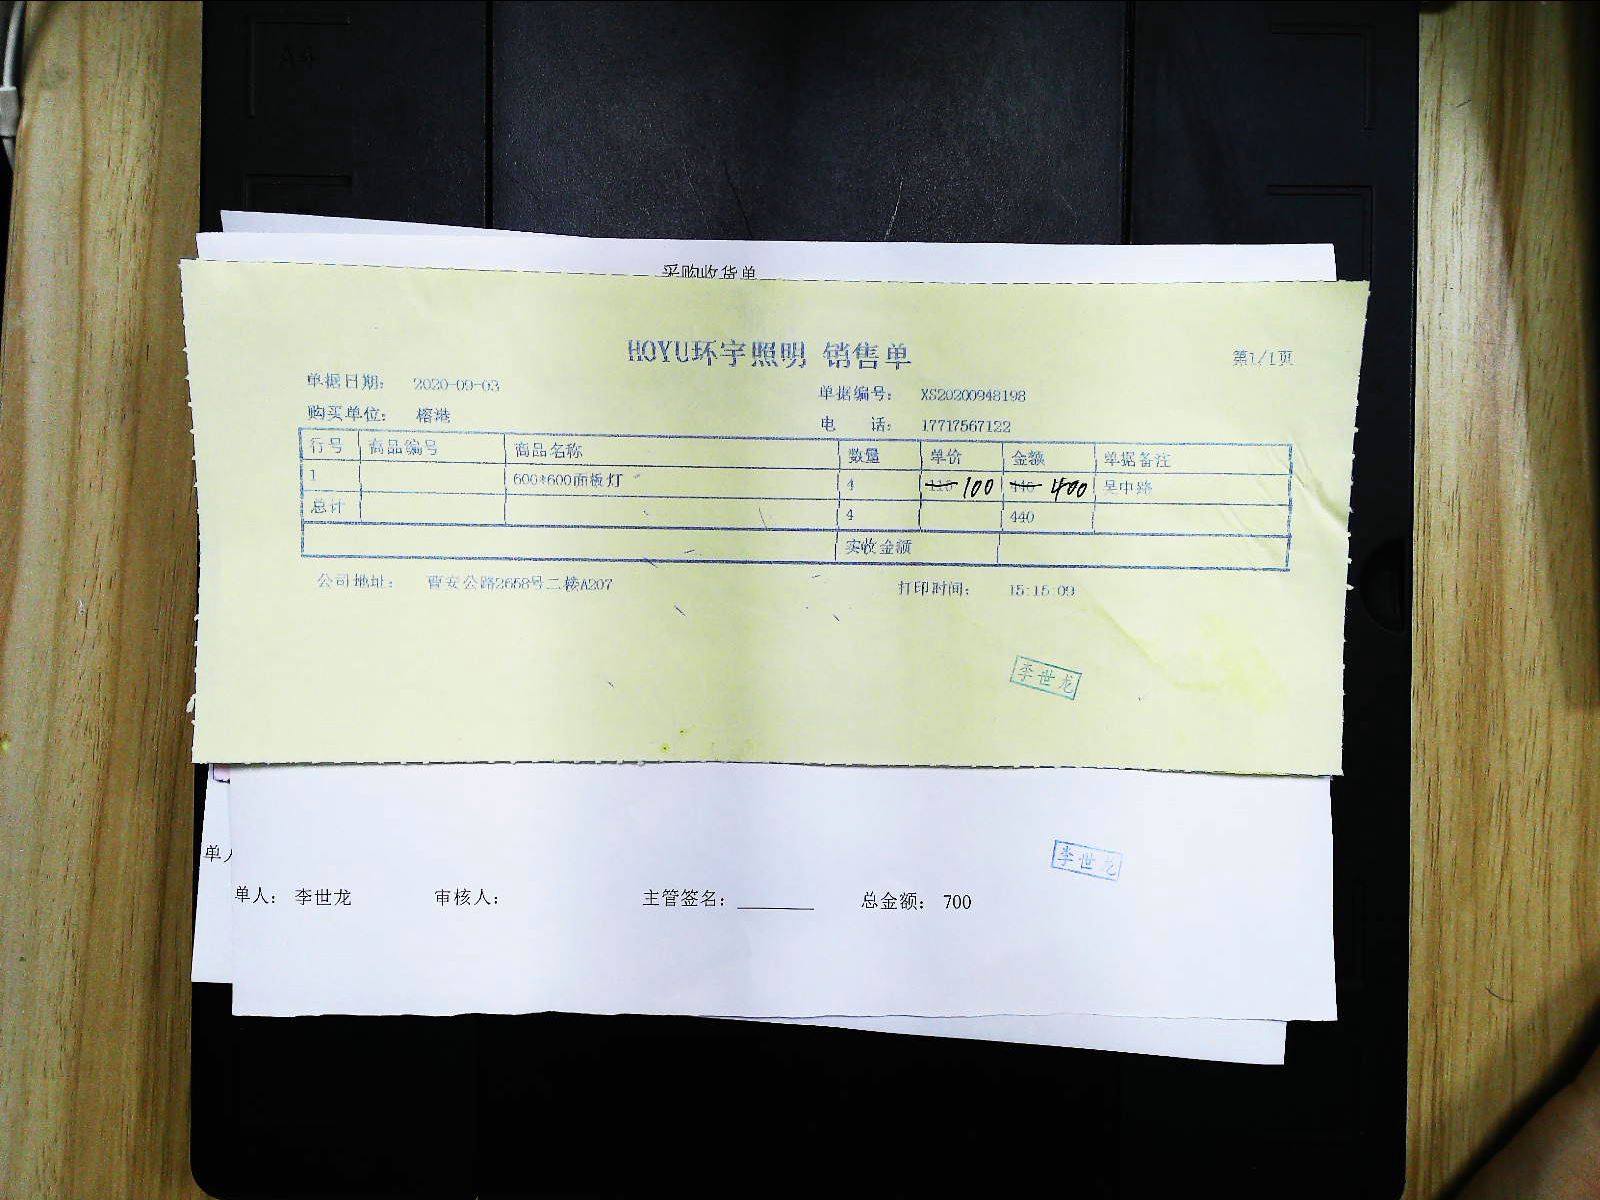 A4
采购收货单
HOYU环宇照明 销售单
第1/1页
单据日期： 2020-09-03
单据编号： XS20200948198
购买单位： 榕港
电 话： 17717567122
行号 商品编号 商品名称 数量 单价 金额 单据备注
1 600*600面板灯 4 110 100 440 400 吴中路
总计 4 440
实收金额
公司地址： 曹安公路2658号二楼A207
打印时间： 15:15:09
李世龙
李世龙
单人
单人： 李世龙 审核人： 主管签名： 总金额： 700